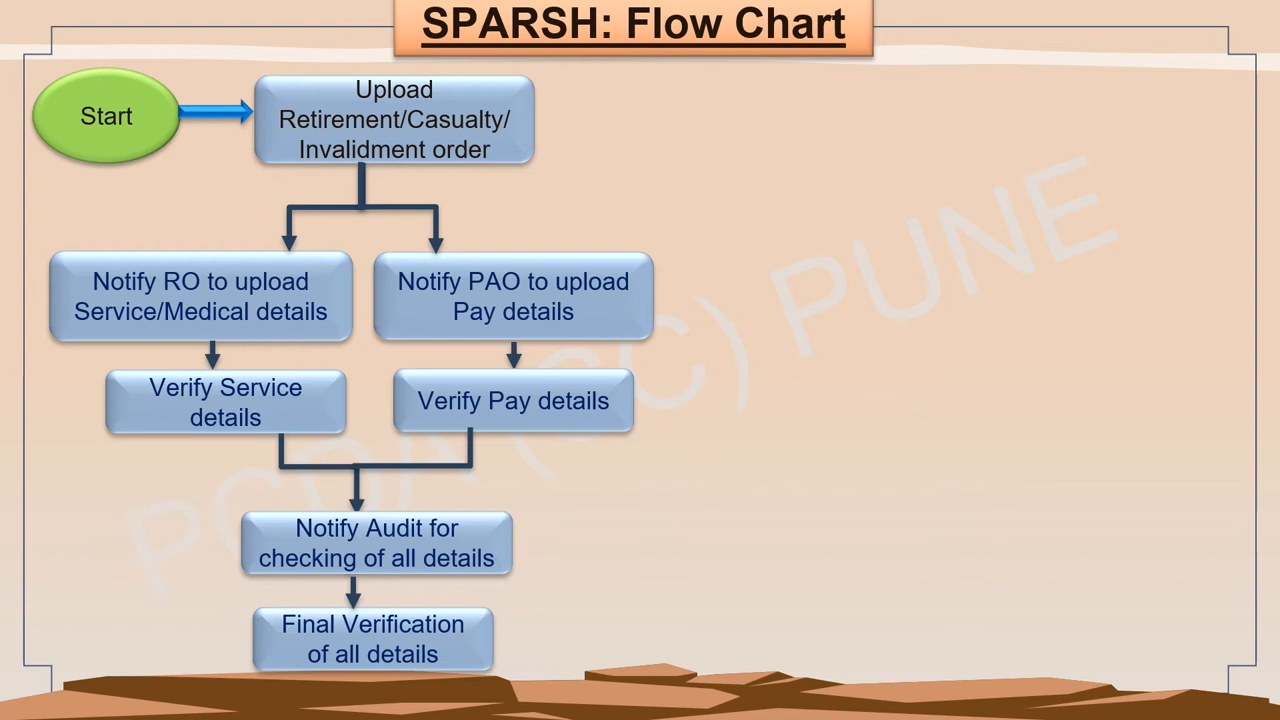 SPARSH: Flow Chart
Start
Upload
Retirement/Casualty/
Invalidment order
Notify RO to upload
Service/Medical details
Notify PAO to upload
Pay details
Verify Service
details
Verify Pay details
Notify Audit for
checking of all details
Final Verification
of all details
PCDA (SC) PUNE